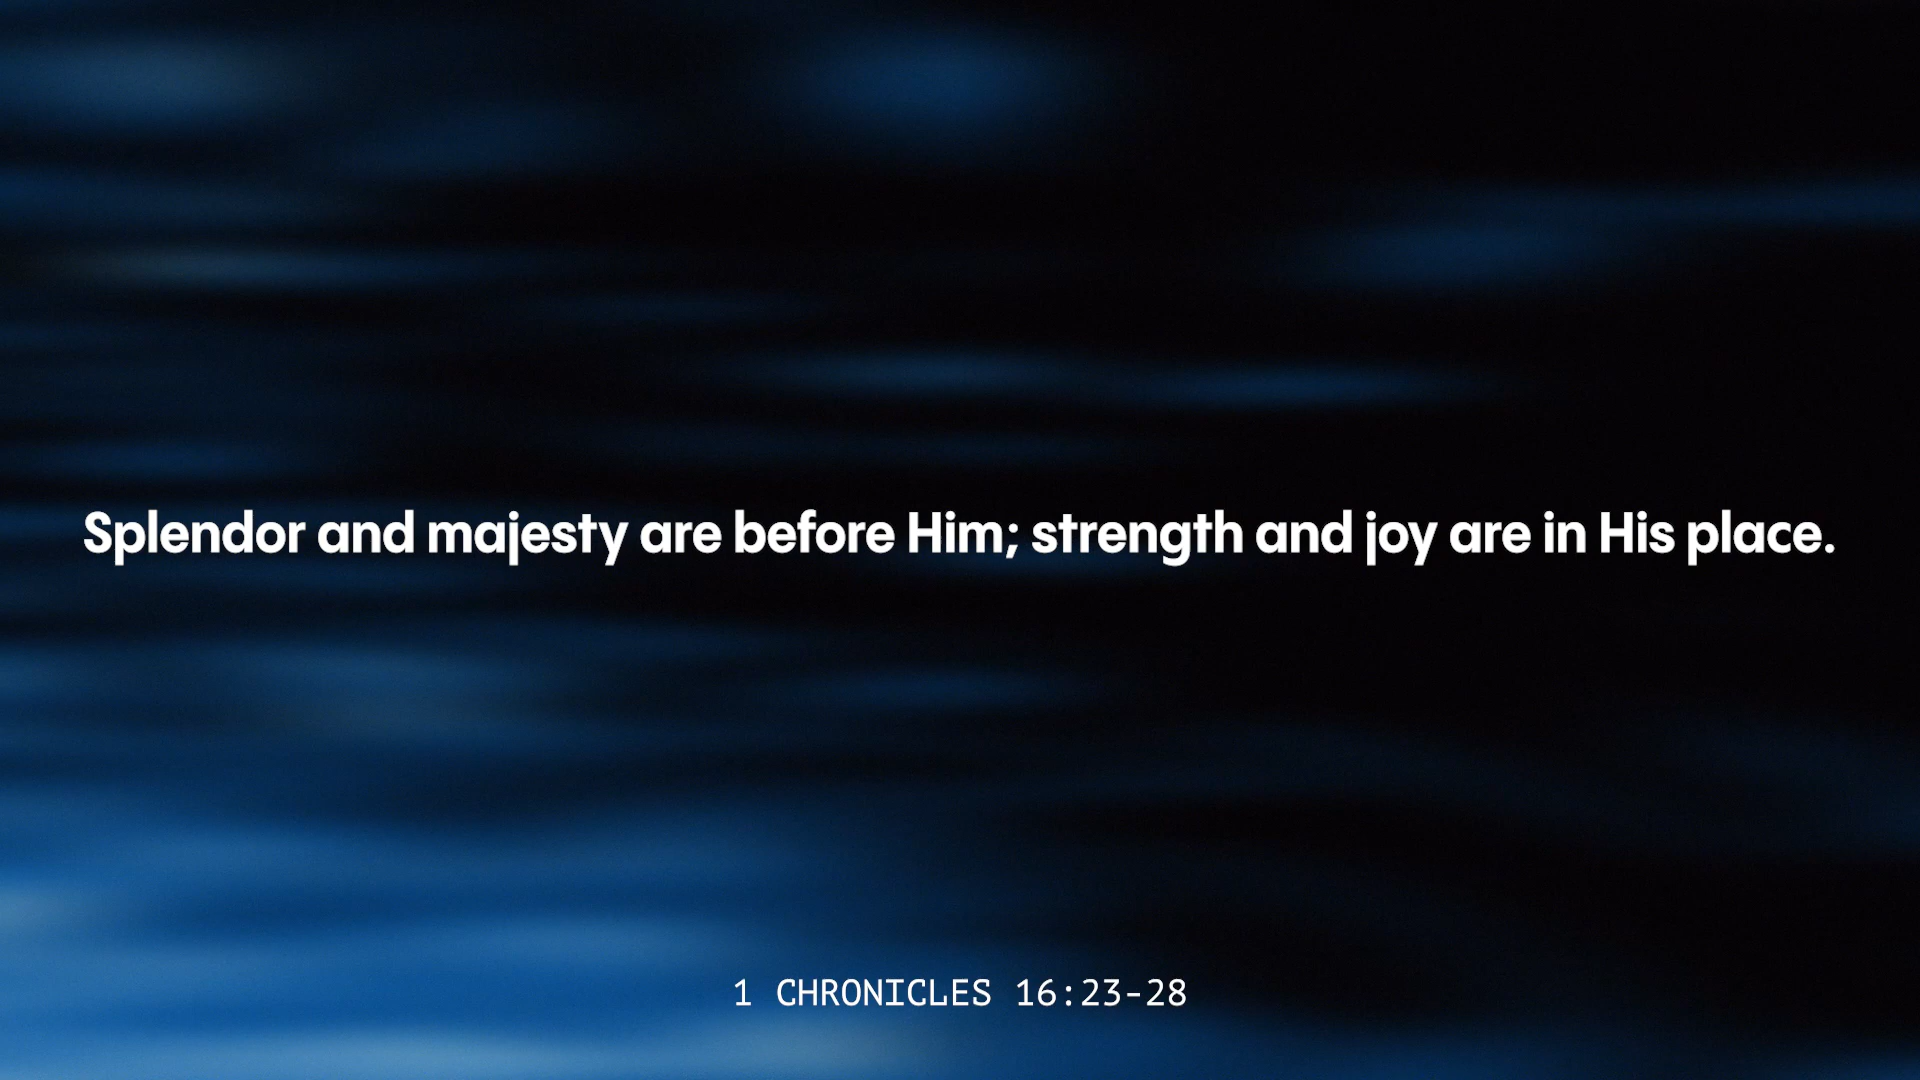 Splendor and majesty are before Him; strength and joy are in His place.
1 CHRONICLES 16:23-28